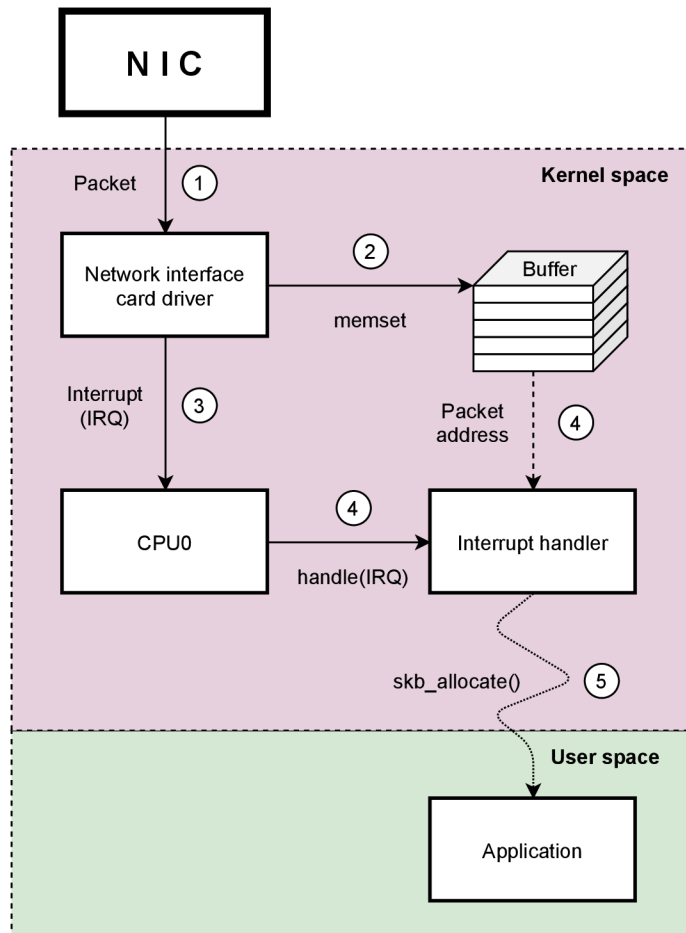 N I C
Kernel space
Packet
1
Network interface
card driver
2
memset
Buffer
Interrupt
(IRQ)
3
Packet
address
4
CPU0
4
handle(IRQ)
Interrupt handler
skb_allocate()
5
User space
Application